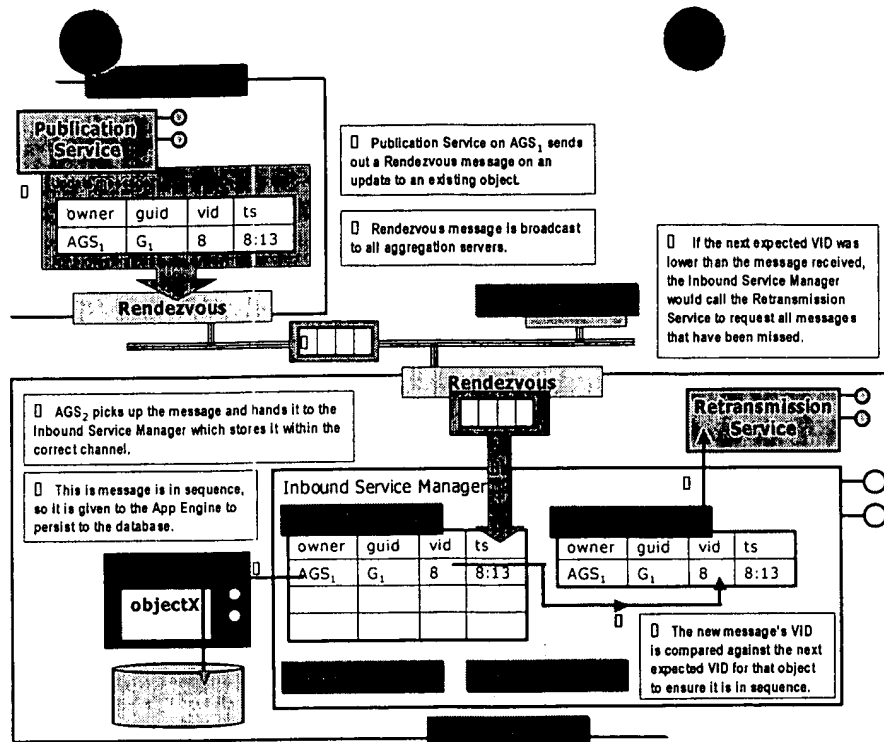 Publication
Service
owner guid vid ts
AGS₁ G₁ 8 8:13
Rendezvous
▯ Publication Service on AGS₁ sends
out a Rendezvous message on an
update to an existing object.
▯ Rendezvous message is broadcast
to all aggregation servers.
▯ If the next expected VID was
lower than the message received,
the Inbound Service Manager
would call the Retransmission
Service to request all messages
that have been missed.
Rendezvous
▯ AGS₂ picks up the message and hands it to the
Inbound Service Manager which stores it within the
correct channel.
▯ This is message is in sequence,
so it is given to the App Engine to
persist to the database.
Retransmission
Service
Inbound Service Manager
owner guid vid ts
AGS₁ G₁ 8 8:13
owner guid vid ts
AGS₁ G₁ 8 8:13
objectX
▯ The new message's VID
is compared against the next
expected VID for that object
to ensure it is in sequence.